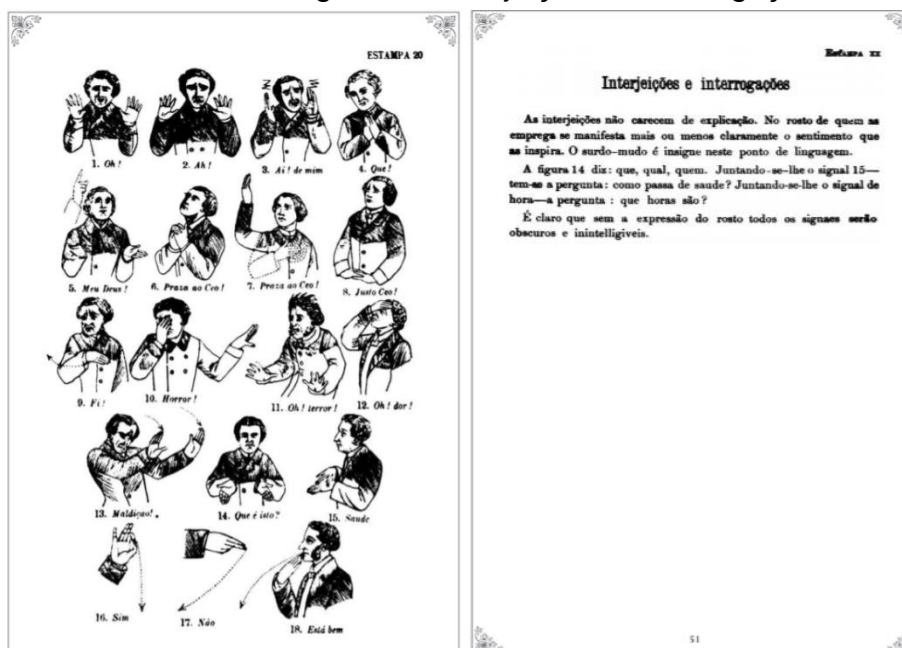 ESTAMPA 20
1. Oh!
2. Ah!
3. Ai! de mim
4. Que!
5. Meu Deus!
6. Praza ao Ceo!
7. Praza ao Ceo!
8. Justo Ceo!
9. Fi!
10. Horror!
11. Oh! terror!
12. Oh! dor!
13. Maldiçao!.
14. Que é isto?
15. Saude
16. Sim
17. Não
18. Está bem
Estampa XX
Interjeições e interrogações
As interjeições não carecem de explicação. No rosto de quem as
emprega se manifesta mais ou menos claramente o sentimento que
as inspira. O surdo-mudo é insigne neste ponto de linguagem.
A figura 14 diz: que, qual, quem. Juntando-se-lhe o signal 15—
tem-se a pergunta: como passa de saude? Juntando-se-lhe o signal de
hora—a pergunta: que horas são?
É claro que sem a expressão do rosto todos os signaes serão
obscuros e inintelligiveis.
51